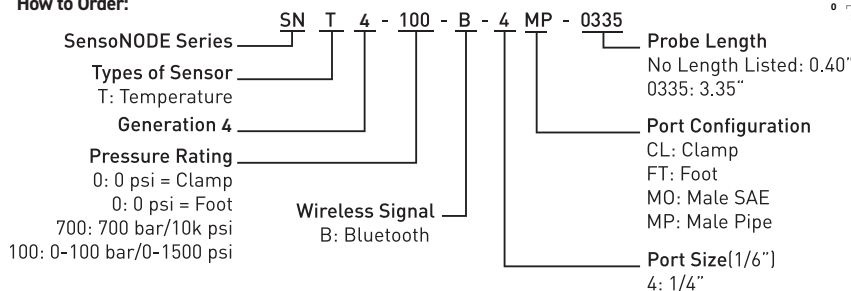 How to Order:
0
SN T 4 - 100 - B - 4 MP - 0335
SensoNODE Series
Types of Sensor
T: Temperature
Generation 4
Pressure Rating
0: 0 psi = Clamp
0: 0 psi = Foot
700: 700 bar/10k psi
100: 0-100 bar/0-1500 psi
Wireless Signal
B: Bluetooth
Probe Length
No Length Listed: 0.40"
0335: 3.35"
Port Configuration
CL: Clamp
FT: Foot
MO: Male SAE
MP: Male Pipe
Port Size(1/6")
4: 1/4"